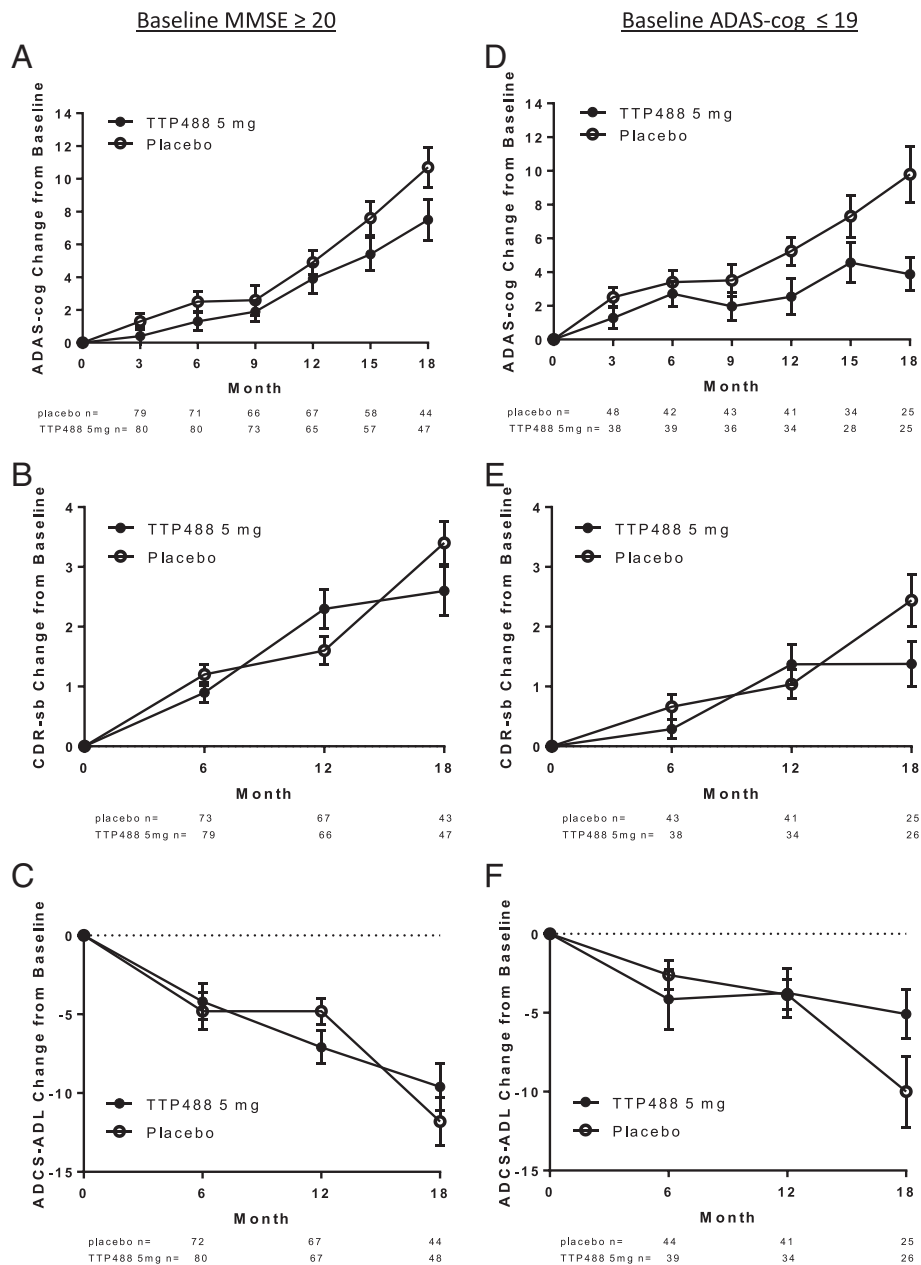 Baseline MMSE ≥ 20
Baseline ADAS-cog ≤ 19
A
ADAS-cog Change from Baseline
14
12
10
8
6
4
2
0
TTP488 5 mg
Placebo
0 3 6 9 12 15 18
Month
placebo n= 79 71 66 67 58 44
TTP488 5mg n= 80 80 73 65 57 47
D
ADAS-cog Change from Baseline
14
12
10
8
6
4
2
0
TTP488 5 mg
Placebo
0 3 6 9 12 15 18
Month
placebo n= 48 42 43 41 34 25
TTP488 5mg n= 38 39 36 34 28 25
B
CDR-sb Change from Baseline
4
3
2
1
0
TTP488 5 mg
Placebo
0 6 12 18
Month
placebo n= 73 67 43
TTP488 5mg n= 79 66 47
E
CDR-sb Change from Baseline
4
3
2
1
0
TTP488 5 mg
Placebo
0 6 12 18
Month
placebo n= 43 41 25
TTP488 5mg n= 38 34 26
C
ADCS-ADL Change from Baseline
0
-5
-10
-15
TTP488 5 mg
Placebo
0 6 12 18
Month
placebo n= 72 67 44
TTP488 5mg n= 80 67 48
F
ADCS-ADL Change from Baseline
0
-5
-10
-15
TTP488 5 mg
Placebo
0 6 12 18
Month
placebo n= 44 41 25
TTP488 5mg n= 39 34 26